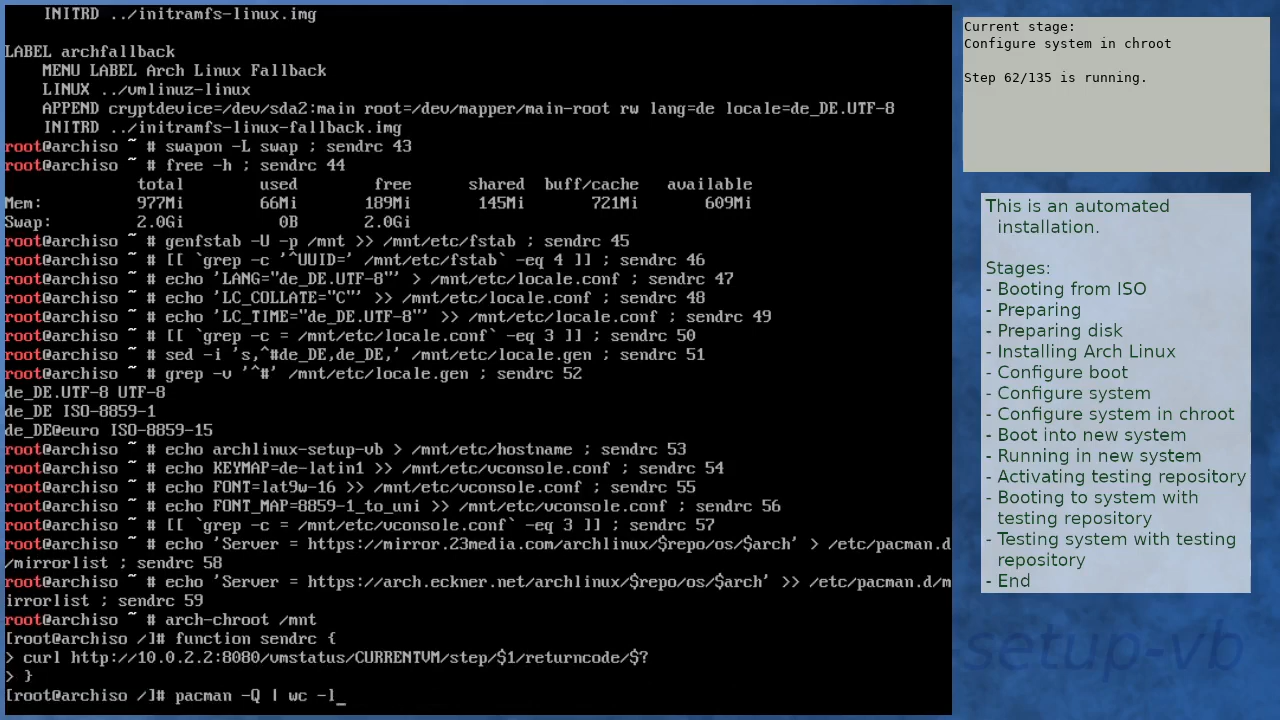 INITRD ../initramfs-linux.img
LABEL archfallback
MENU LABEL Arch Linux Fallback
LINUX ../vmlinuz-linux
APPEND cryptdevice=/dev/sda2:main root=/dev/mapper/main-root rw lang=de locale=de_DE.UTF-8
INITRD ../initramfs-linux-fallback.img
root@archiso ~ # swapon -L swap ; sendrc 43
root@archiso ~ # free -h ; sendrc 44
total used free shared buff/cache available
Mem: 977Mi 66Mi 189Mi 145Mi 721Mi 609Mi
Swap: 2.0Gi 0B 2.0Gi
root@archiso ~ # genfstab -U -p /mnt >> /mnt/etc/fstab ; sendrc 45
root@archiso ~ # [[ `grep -c '^UUID=' /mnt/etc/fstab` -eq 4 ]] ; sendrc 46
root@archiso ~ # echo 'LANG="de_DE.UTF-8"' > /mnt/etc/locale.conf ; sendrc 47
root@archiso ~ # echo 'LC_COLLATE="C"' >> /mnt/etc/locale.conf ; sendrc 48
root@archiso ~ # echo 'LC_TIME="de_DE.UTF-8"' >> /mnt/etc/locale.conf ; sendrc 49
root@archiso ~ # [[ `grep -c = /mnt/etc/locale.conf` -eq 3 ]] ; sendrc 50
root@archiso ~ # sed -i 's,^#de_DE,de_DE,' /mnt/etc/locale.gen ; sendrc 51
root@archiso ~ # grep -v '^#' /mnt/etc/locale.gen ; sendrc 52
de_DE.UTF-8 UTF-8
de_DE ISO-8859-1
de_DE@euro ISO-8859-15
root@archiso ~ # echo archlinux-setup-vb > /mnt/etc/hostname ; sendrc 53
root@archiso ~ # echo KEYMAP=de-latin1 >> /mnt/etc/vconsole.conf ; sendrc 54
root@archiso ~ # echo FONT=lat9w-16 >> /mnt/etc/vconsole.conf ; sendrc 55
root@archiso ~ # echo FONT_MAP=8859-1_to_uni >> /mnt/etc/vconsole.conf ; sendrc 56
root@archiso ~ # [[ `grep -c = /mnt/etc/vconsole.conf` -eq 3 ]] ; sendrc 57
root@archiso ~ # echo 'Server = https://mirror.23media.com/archlinux/$repo/os/$arch' > /etc/pacman.d
/mirrorlist ; sendrc 58
root@archiso ~ # echo 'Server = https://arch.eckner.net/archlinux/$repo/os/$arch' >> /etc/pacman.d/m
irrorlist ; sendrc 59
root@archiso ~ # arch-chroot /mnt
[root@archiso /]# function sendrc {
> curl http://10.0.2.2:8080/vmstatus/CURRENTVM/step/$1/returncode/$?
> }
[root@archiso /]# pacman -Q | wc -l_
Current stage:
Configure system in chroot
Step 62/135 is running.
This is an automated
installation.
Stages:
- Booting from ISO
- Preparing
- Preparing disk
- Installing Arch Linux
- Configure boot
- Configure system
- Configure system in chroot
- Boot into new system
- Running in new system
- Activating testing repository
- Booting to system with
testing repository
- Testing system with testing
repository
- End
-setup-vb